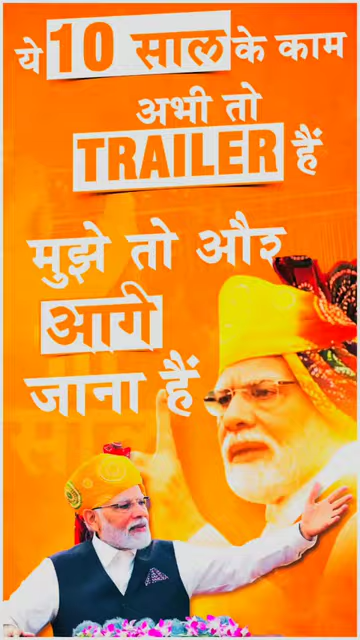 ये 10 साल के काम
अभी तो
TRAILER हैं
मुझे तो और
आगे
जाना हैं